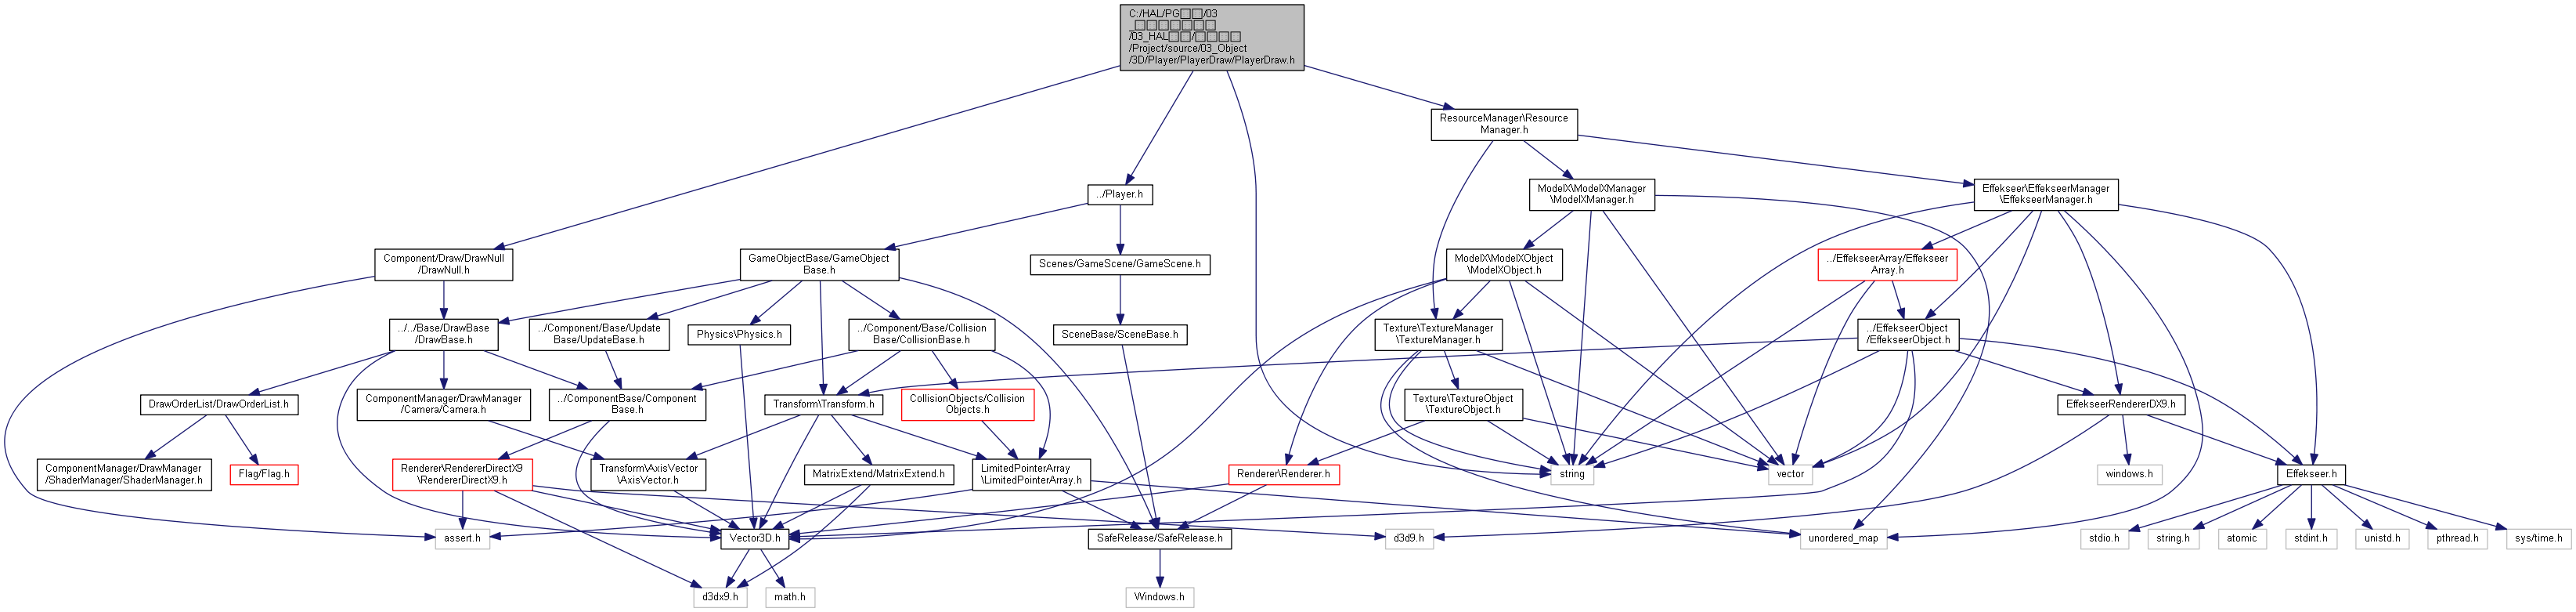 C:/HAL/PG□□/03
_□□□□□□□
/03_HAL□□/□□□□
/Project/source/03_Object
/3D/Player/PlayerDraw/PlayerDraw.h
ResourceManager\Resource
Manager.h
../Player.h
ModelX\ModelXManager
\ModelXManager.h
Effekseer\EffekseerManager
\EffekseerManager.h
Component/Draw/DrawNull
/DrawNull.h
GameObjectBase/GameObject
Base.h
Scenes/GameScene/GameScene.h
ModelX\ModelXObject
\ModelXObject.h
../EffekseerArray/Effekseer
Array.h
../../Base/DrawBase
/DrawBase.h
../Component/Base/Update
Base/UpdateBase.h
Physics\Physics.h
../Component/Base/Collision
Base/CollisionBase.h
SceneBase/SceneBase.h
Texture\TextureManager
\TextureManager.h
../EffekseerObject
/EffekseerObject.h
DrawOrderList/DrawOrderList.h
ComponentManager/DrawManager
/Camera/Camera.h
../ComponentBase/Component
Base.h
Transform\Transform.h
CollisionObjects/Collision
Objects.h
Texture\TextureObject
\TextureObject.h
EffekseerRendererDX9.h
ComponentManager/DrawManager
/ShaderManager/ShaderManager.h
Flag/Flag.h
Renderer\RendererDirectX9
\RendererDirectX9.h
Transform\AxisVector
\AxisVector.h
MatrixExtend/MatrixExtend.h
LimitedPointerArray
\LimitedPointerArray.h
Renderer\Renderer.h
string
vector
windows.h
Effekseer.h
assert.h
Vector3D.h
d3d9.h
SafeRelease/SafeRelease.h
unordered_map
stdio.h
string.h
atomic
stdint.h
unistd.h
pthread.h
sys/time.h
d3dx9.h
math.h
Windows.h